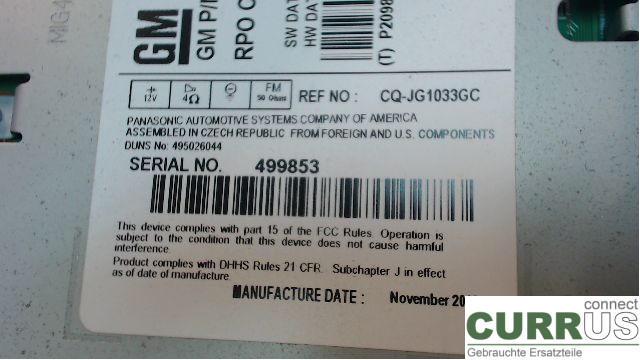 MIG4
GM
GM P/
RPO C
SW DAT
HW DAT
(T) P2098
+
12V
4Ω
FM
50 Ohms
REF NO : CQ-JG1033GC
PANASONIC AUTOMOTIVE SYSTEMS COMPANY OF AMERICA
ASSEMBLED IN CZECH REPUBLIC FROM FOREIGN AND U.S. COMPONENTS
DUNS No: 495026044
SERIAL NO. 499853
This device complies with part 15 of the FCC Rules. Operation is
subject to the condition that this device does not cause harmful
interference.
Product complies with DHHS Rules 21 CFR. Subchapter J in effect
as of date of manufacture.
MANUFACTURE DATE : November
connect
CURRUS
Gebrauchte Ersatzteile